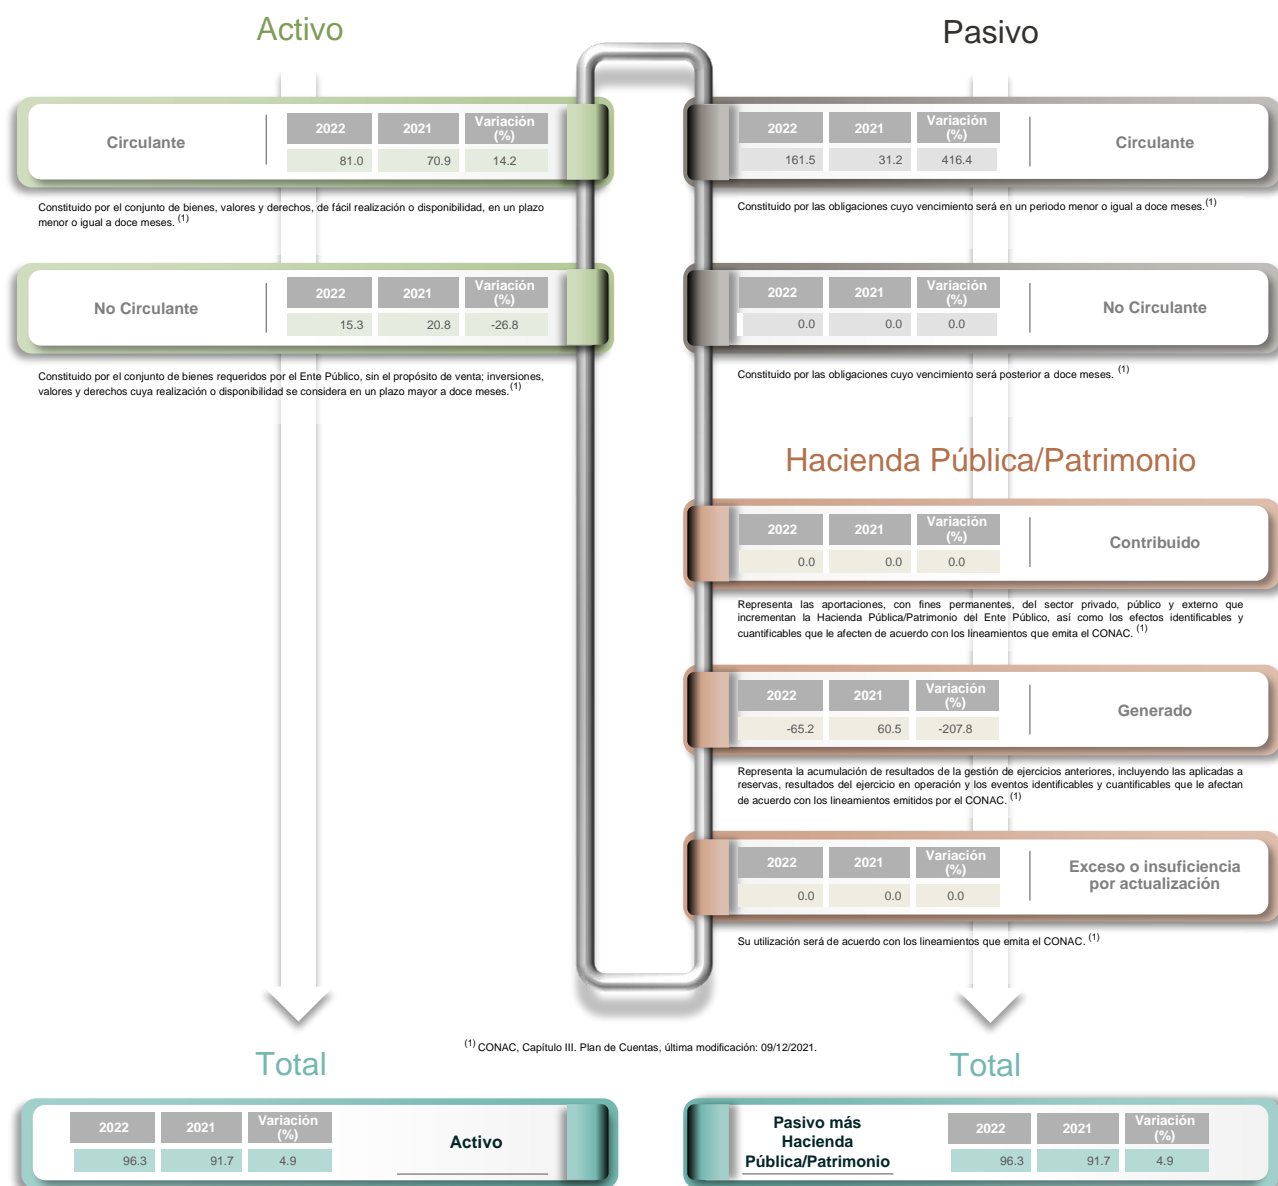 Activo
Circulante
2022 2021 Variación (%)
81.0 70.9 14.2
Constituido por el conjunto de bienes, valores y derechos, de fácil realización o disponibilidad, en un plazo
menor o igual a doce meses. (1)
No Circulante
2022 2021 Variación (%)
15.3 20.8 -26.8
Constituido por el conjunto de bienes requeridos por el Ente Público, sin el propósito de venta; inversiones,
valores y derechos cuya realización o disponibilidad se considera en un plazo mayor a doce meses. (1)
Pasivo
2022 2021 Variación (%)
161.5 31.2 416.4
Circulante
Constituido por las obligaciones cuyo vencimiento será en un periodo menor o igual a doce meses. (1)
2022 2021 Variación (%)
0.0 0.0 0.0
No Circulante
Constituido por las obligaciones cuyo vencimiento será posterior a doce meses. (1)
Hacienda Pública/Patrimonio
2022 2021 Variación (%)
0.0 0.0 0.0
Contribuido
Representa las aportaciones, con fines permanentes, del sector privado, público y externo que
incrementan la Hacienda Pública/Patrimonio del Ente Público, así como los efectos identificables y
cuantificables que le afecten de acuerdo con los lineamientos que emita el CONAC. (1)
2022 2021 Variación (%)
-65.2 60.5 -207.8
Generado
Representa la acumulación de resultados de la gestión de ejercicios anteriores, incluyendo las aplicadas a
reservas, resultados del ejercicio en operación y los eventos identificables y cuantificables que le afectan
de acuerdo con los lineamientos emitidos por el CONAC. (1)
2022 2021 Variación (%)
0.0 0.0 0.0
Exceso o insuficiencia
por actualización
Su utilización será de acuerdo con los lineamientos que emita el CONAC. (1)
(1) CONAC, Capítulo III. Plan de Cuentas, última modificación: 09/12/2021.
Total
2022 2021 Variación (%)
96.3 91.7 4.9
Activo
Total
Pasivo más
Hacienda
Pública/Patrimonio
2022 2021 Variación (%)
96.3 91.7 4.9